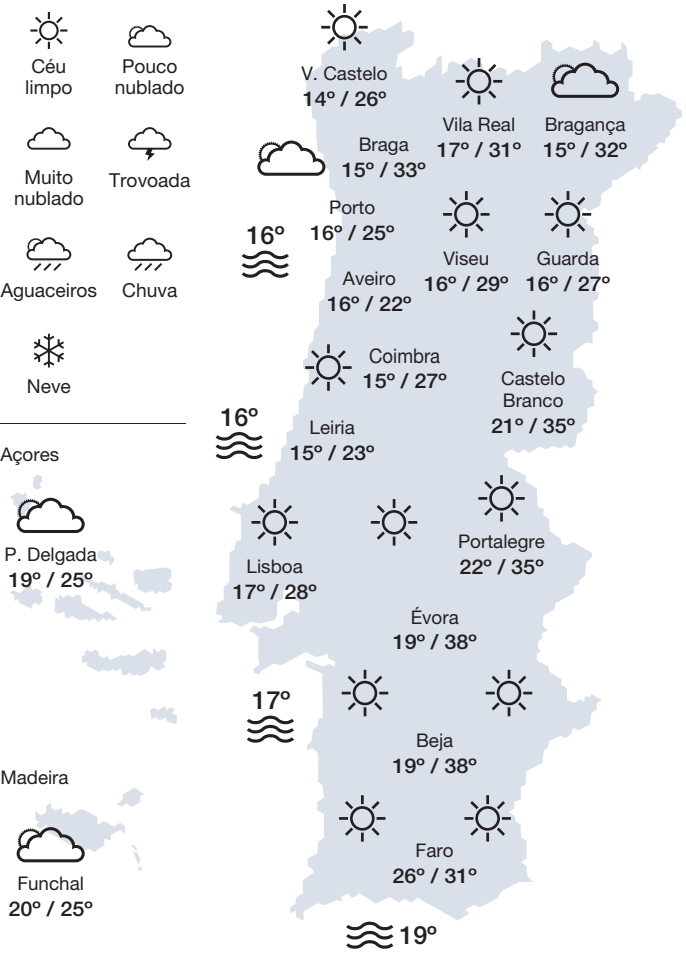 Céu
limpo
Pouco
nublado
Muito
nublado
Trovoada
Aguaceiros
Chuva
Neve
Açores
P. Delgada
19º / 25º
Madeira
Funchal
20º / 25º
V. Castelo
14º / 26º
Vila Real
17º / 31º
Bragança
15º / 32º
Braga
15º / 33º
Porto
16º / 25º
16º
Viseu
16º / 29º
Guarda
16º / 27º
Aveiro
16º / 22º
Coimbra
15º / 27º
Castelo
Branco
21º / 35º
16º
Leiria
15º / 23º
Lisboa
17º / 28º
Portalegre
22º / 35º
Évora
19º / 38º
17º
Beja
19º / 38º
Faro
26º / 31º
19º